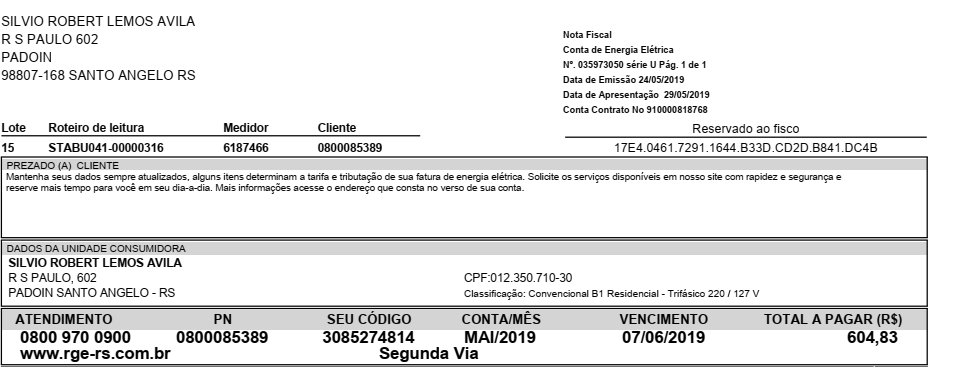 SILVIO ROBERT LEMOS AVILA
R S PAULO 602
PADOIN
98807-168 SANTO ANGELO RS
Nota Fiscal
Conta de Energia Elétrica
Nº. 035973050 série U Pág. 1 de 1
Data de Emissão 24/05/2019
Data de Apresentação 29/05/2019
Conta Contrato No 910000818768
Lote Roteiro de leitura Medidor Cliente Reservado ao fisco
15 STABU041-00000316 6187466 0800085389 17E4.0461.7291.1644.B33D.CD2D.B841.DC4B
PREZADO (A) CLIENTE
Mantenha seus dados sempre atualizados, alguns itens determinam a tarifa e tributação de sua fatura de energia elétrica. Solicite os serviços disponíveis em nosso site com rapidez e segurança e
reserve mais tempo para você em seu dia-a-dia. Mais informações acesse o endereço que consta no verso de sua conta.
DADOS DA UNIDADE CONSUMIDORA
SILVIO ROBERT LEMOS AVILA
R S PAULO, 602 CPF:012.350.710-30
PADOIN SANTO ANGELO - RS Classificação: Convencional B1 Residencial - Trifásico 220 / 127 V
ATENDIMENTO PN SEU CÓDIGO CONTA/MÊS VENCIMENTO TOTAL A PAGAR (R$)
0800 970 0900 0800085389 3085274814 MAI/2019 07/06/2019 604,83
www.rge-rs.com.br Segunda Via